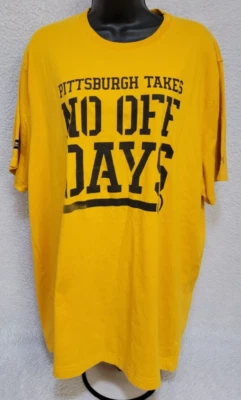 PITTSBURGH TAKES
NO OFF
DAYS